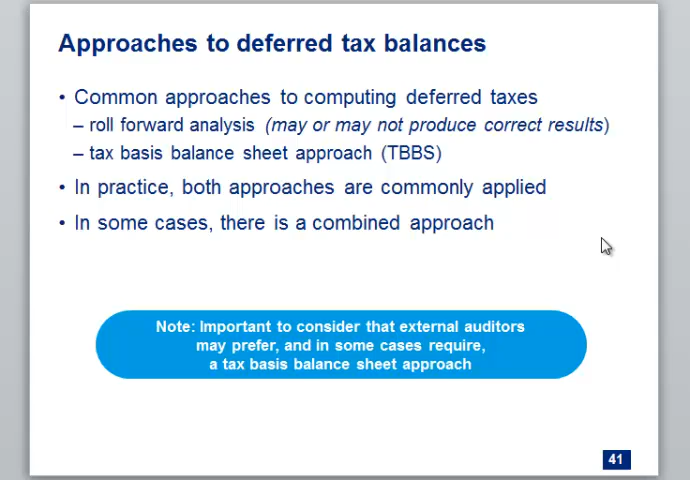 Approaches to deferred tax balances
• Common approaches to computing deferred taxes
– roll forward analysis (may or may not produce correct results)
– tax basis balance sheet approach (TBBS)
• In practice, both approaches are commonly applied
• In some cases, there is a combined approach
Note: Important to consider that external auditors
may prefer, and in some cases require,
a tax basis balance sheet approach
41